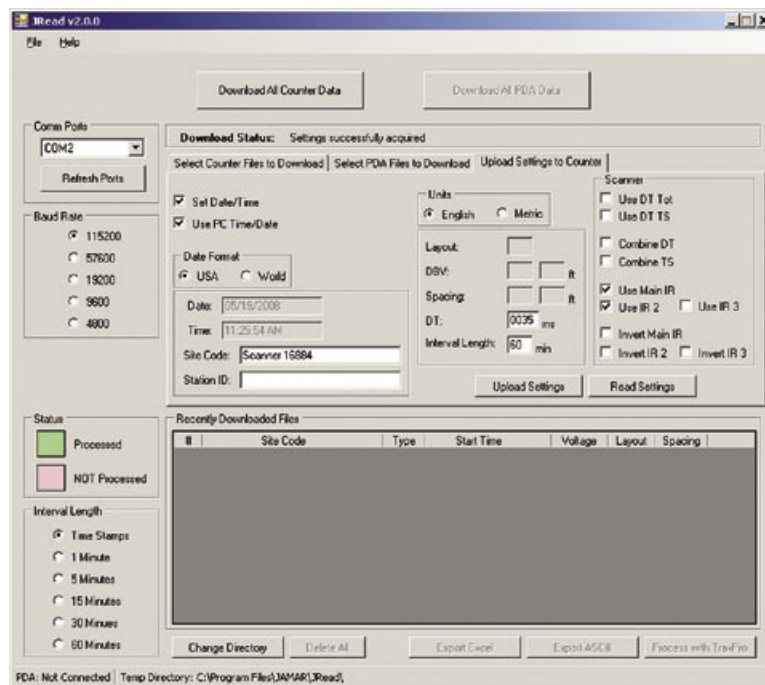 JRead v2.0.0
File Help
Download All Counter Data
Download All PDA Data
Comm Ports
COM2
Refresh Ports
Baud Rate
115200
57600
19200
9600
4800
Download Status: Settings successfully acquired
Select Counter Files to Download
Select PDA Files to Download
Upload Settings to Counter
Set Date/Time
Use PC Time/Date
Date Format
USA
World
Date: 05/19/2008
Time: 11:25:54 AM
Site Code: Scanner 16884
Station ID:
Units
English
Metric
Layout:
DBV: ft
Spacing: ft
DT: 0035 ms
Interval Length: 60 min
Scanner
Use DT Tot
Use DT TS
Combine DT
Combine TS
Use Main IR
Use IR 2
Use IR 3
Invert Main IR
Invert IR 2
Invert IR 3
Upload Settings
Read Settings
Status
Processed
NOT Processed
Interval Length
Time Stamps
1 Minute
5 Minutes
15 Minutes
30 Minues
60 Minutes
Recently Downloaded Files
# Site Code Type Start Time Voltage Layout Spacing
Change Directory
Delete All
Export Excel
Export ASCII
Process with TraxPro
PDA: Not Connected
Temp Directory: C:\Program Files\JAMAR\JRead\,